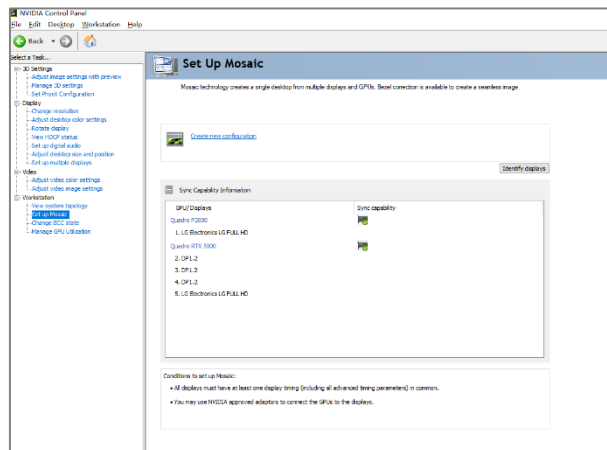 NVIDIA Control Panel
File Edit Desktop Workstation Help
Back
Select a Task...
3D Settings
Adjust image settings with preview
Manage 3D settings
Set PhysX Configuration
Display
Change resolution
Adjust desktop color settings
Rotate display
View HDCP status
Set up digital audio
Adjust desktop size and position
Set up multiple displays
Video
Adjust video color settings
Adjust video image settings
Workstation
View system topology
Set up Mosaic
Change ECC state
Manage GPU Utilization
Set Up Mosaic
Mosaic technology creates a single desktop from multiple displays and GPUs. Bezel correction is available to create a seamless image.
Create new configuration
Identify displays
Sync Capability Information
GPU/Displays Sync capability
Quadro P2000
1. LG Electronics LG FULL HD
Quadro RTX 5000
2. DP1.2
3. DP1.2
4. DP1.2
5. LG Electronics LG FULL HD
Conditions to set up Mosaic:
• All displays must have at least one display timing (including all advanced timing parameters) in common.
• You may use NVIDIA approved adaptors to connect the GPUs to the displays.